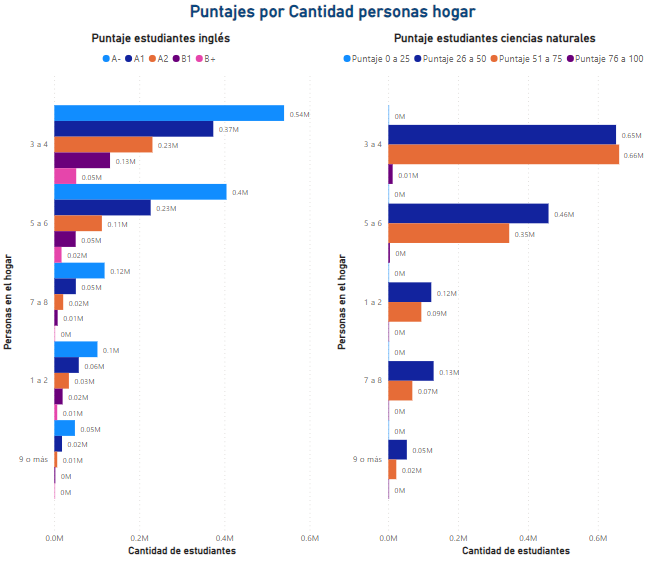 Puntajes por Cantidad personas hogar
Puntaje estudiantes inglés
A- A1 A2 B1 B+
Personas en el hogar
3 a 4
0.54M
0.37M
0.23M
0.13M
0.05M
5 a 6
0.4M
0.23M
0.11M
0.05M
0.02M
7 a 8
0.12M
0.05M
0.02M
0.01M
0M
1 a 2
0.1M
0.06M
0.03M
0.02M
0.01M
9 o más
0.05M
0.02M
0.01M
0M
0M
0.0M 0.2M 0.4M 0.6M
Cantidad de estudiantes
Puntaje estudiantes ciencias naturales
Puntaje 0 a 25 Puntaje 26 a 50 Puntaje 51 a 75 Puntaje 76 a 100
Personas en el hogar
3 a 4
0M
0.65M
0.66M
0.01M
5 a 6
0M
0.46M
0.35M
0M
1 a 2
0M
0.12M
0.09M
0M
7 a 8
0M
0.13M
0.07M
0M
9 o más
0M
0.05M
0.02M
0M
0.0M 0.2M 0.4M 0.6M
Cantidad de estudiantes